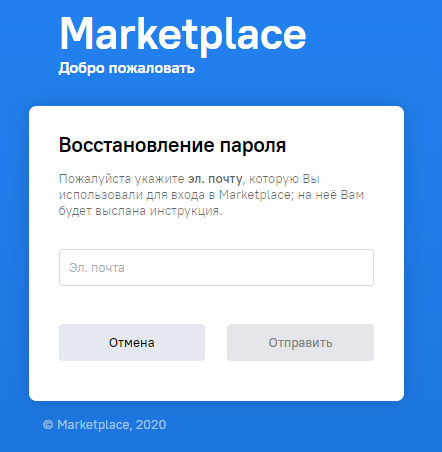 Marketplace
Добро пожаловать
Восстановление пароля
Пожалуйста укажите эл. почту, которую Вы
использовали для входа в Marketplace; на неё Вам
будет выслана инструкция.
Эл. почта
Отмена
Отправить
© Marketplace, 2020